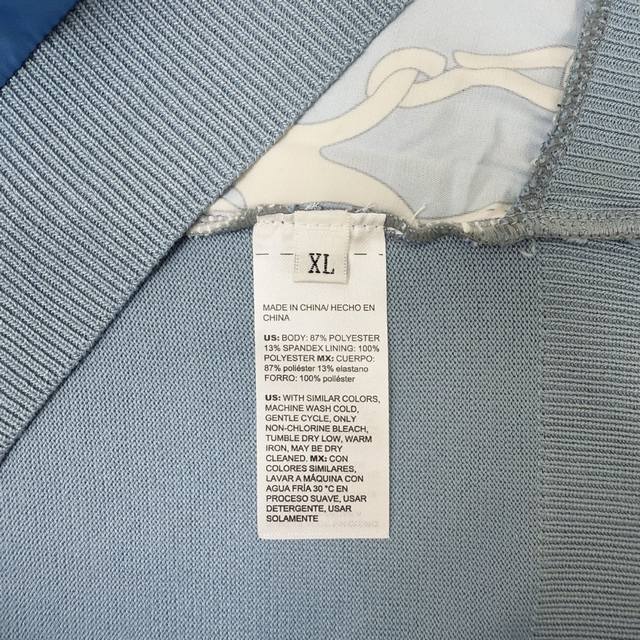 XL
MADE IN CHINA/ HECHO EN
CHINA
US: BODY: 87% POLYESTER
13% SPANDEX LINING: 100%
POLYESTER MX: CUERPO:
87% poliéster 13% elastano
FORRO: 100% poliéster
US: WITH SIMILAR COLORS,
MACHINE WASH COLD,
GENTLE CYCLE, ONLY
NON-CHLORINE BLEACH,
TUMBLE DRY LOW, WARM
IRON, MAY BE DRY
CLEANED. MX: CON
COLORES SIMILARES,
LAVAR A MÁQUINA CON
AGUA FRÍA 30 °C EN
PROCESO SUAVE, USAR
DETERGENTE, USAR
SOLAMENTE